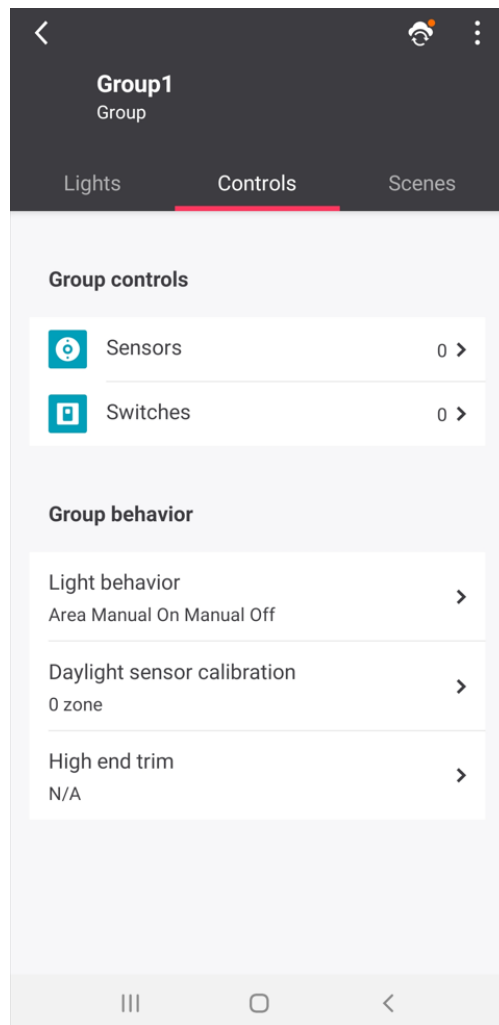 Group1
Group
Lights Controls Scenes
Group controls
Sensors 0
Switches 0
Group behavior
Light behavior
Area Manual On Manual Off
Daylight sensor calibration
0 zone
High end trim
N/A